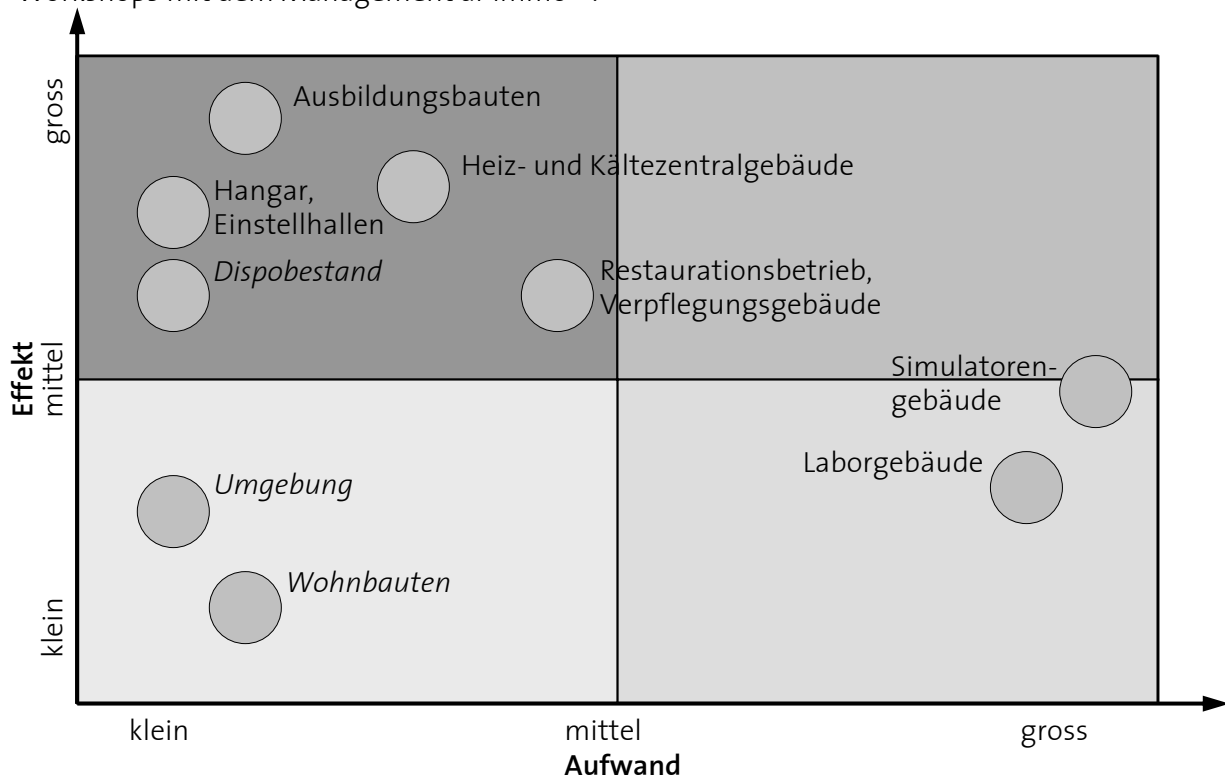 gross
Ausbildungsbauten
Heiz- und Kältezentralgebäude
Hangar,
Einstellhallen
Dispobestand
Restaurationsbetrieb,
Verpflegungsgebäude
Effekt
mittel
Simulatoren-
gebäude
Laborgebäude
Umgebung
Wohnbauten
klein
klein
mittel
gross
Aufwand